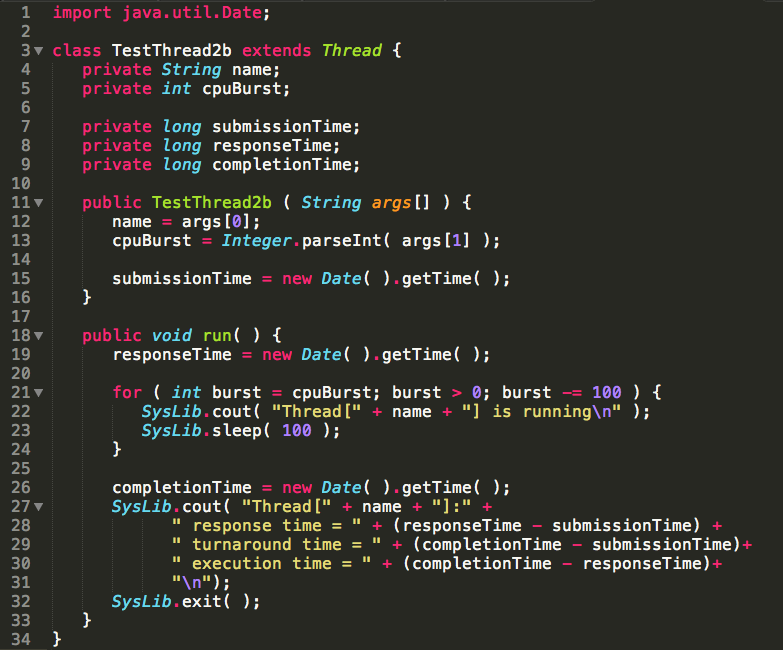 1 import java.util.Date;
2
3 class TestThread2b extends Thread {
4    private String name;
5    private int cpuBurst;
6
7    private long submissionTime;
8    private long responseTime;
9    private long completionTime;
10
11    public TestThread2b ( String args[] ) {
12       name = args[0];
13       cpuBurst = Integer.parseInt( args[1] );
14
15       submissionTime = new Date( ).getTime( );
16    }
17
18    public void run( ) {
19       responseTime = new Date( ).getTime( );
20
21       for ( int burst = cpuBurst; burst > 0; burst -= 100 ) {
22          SysLib.cout( "Thread[" + name + "] is running\n" );
23          SysLib.sleep( 100 );
24       }
25
26       completionTime = new Date( ).getTime( );
27       SysLib.cout( "Thread[" + name + "]:" +
28             " response time = " + (responseTime - submissionTime) +
29             " turnaround time = " + (completionTime - submissionTime)+
30             " execution time = " + (completionTime - responseTime)+
31             "\n");
32       SysLib.exit( );
33    }
34 }